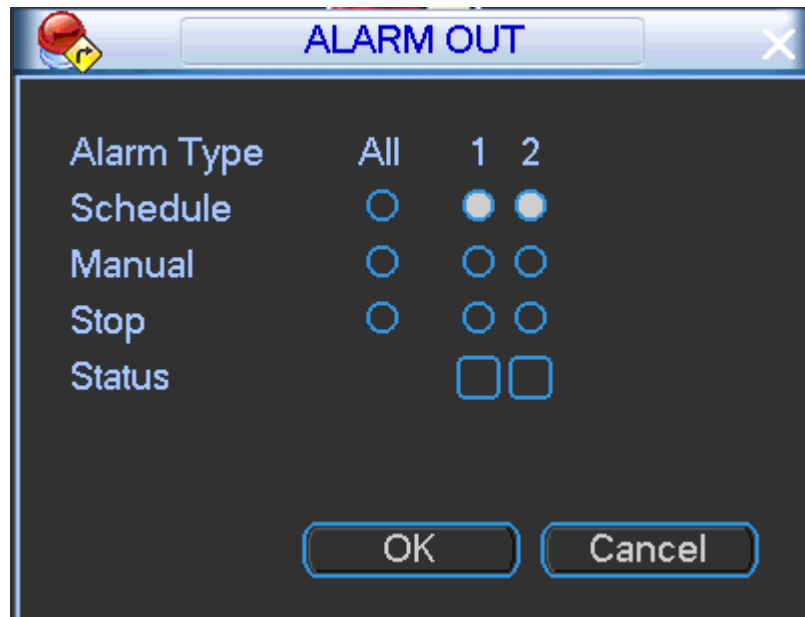 ALARM OUT
Alarm Type All 1 2
Schedule
Manual
Stop
Status
OK Cancel